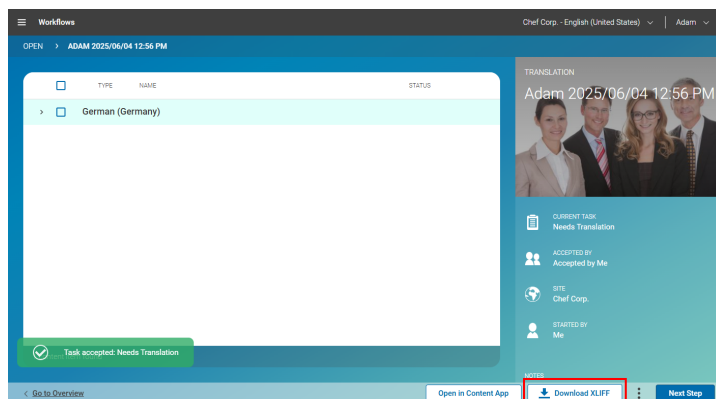 Workflows
Chef Corp. - English (United States)
Adam
OPEN > ADAM 2025/06/04 12:56 PM
TYPE NAME STATUS
German (Germany)
TRANSLATION
Adam 2025/06/04 12:56 PM
CURRENT TASK
Needs Translation
ACCEPTED BY
Accepted by Me
SITE
Chef Corp.
STARTED BY
Me
NOTES
Task accepted: Needs Translation
Go to Overview
Open in Content App
Download XLIFF
Next Step